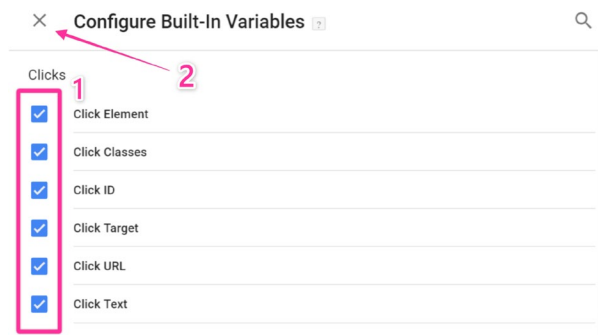 Configure Built-In Variables ?
2
Clicks
1
Click Element
Click Classes
Click ID
Click Target
Click URL
Click Text